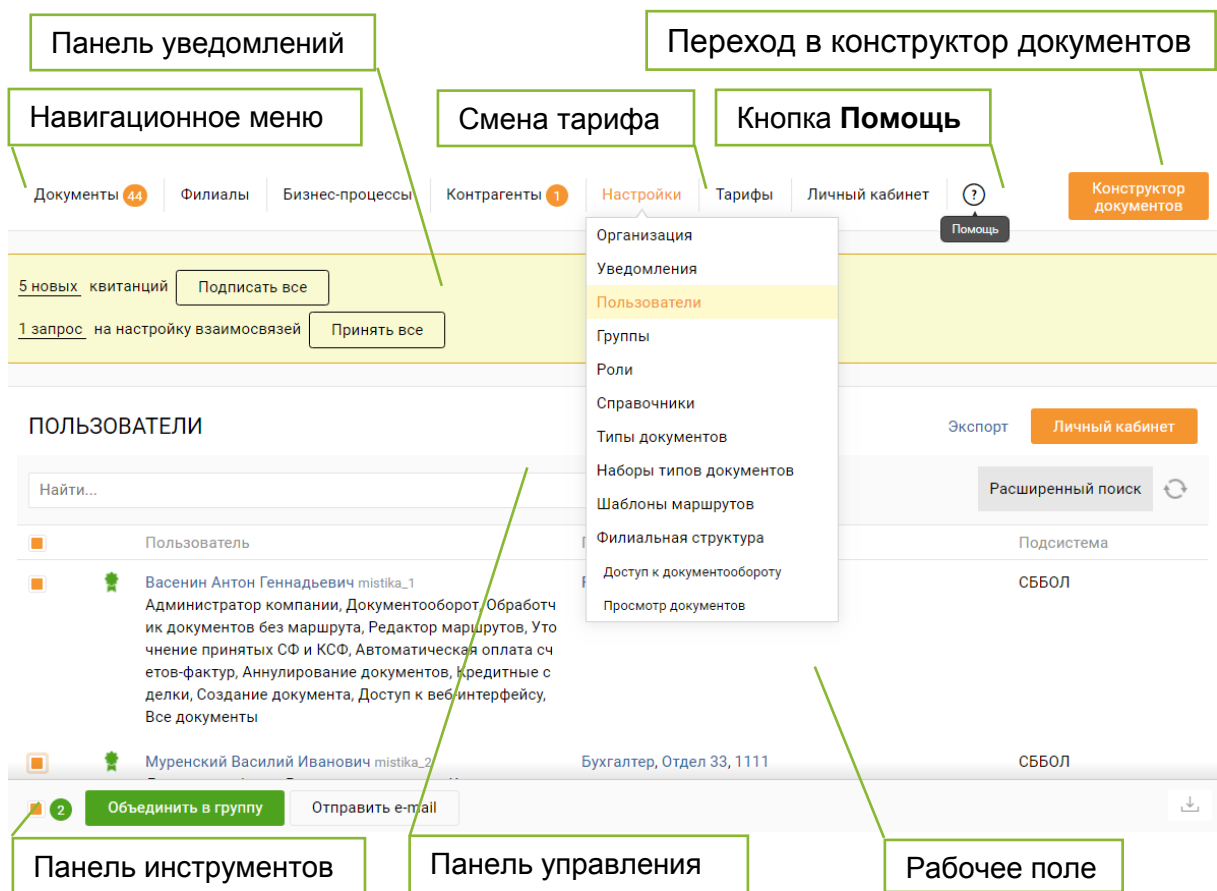 Панель уведомлений
Переход в конструктор документов
Навигационное меню
Смена тарифа
Кнопка Помощь
Документы 44 Филиалы Бизнес-процессы Контрагенты 1 Настройки Тарифы Личный кабинет ?
Конструктор
документов
Помощь
Организация
Уведомления
Пользователи
Группы
Роли
Справочники
Типы документов
Наборы типов документов
Шаблоны маршрутов
Филиальная структура
Доступ к документообороту
Просмотр документов
5 новых квитанций Подписать все
1 запрос на настройку взаимосвязей Принять все
ПОЛЬЗОВАТЕЛИ
Экспорт Личный кабинет
Найти...
Расширенный поиск
Пользователь
Подсистема
Васенин Антон Геннадьевич mistika_1
СББОЛ
Администратор компании, Документооборот, Обработч
ик документов без маршрута, Редактор маршрутов, Уто
чнение принятых СФ и КСФ, Автоматическая оплата сч
етов-фактур, Аннулирование документов, Кредитные с
делки, Создание документа, Доступ к веб-интерфейсу,
Все документы
Муренский Василий Иванович mistika_2
Бухгалтер, Отдел 33, 1111
СББОЛ
2 Объединить в группу Отправить e-mail
Панель инструментов
Панель управления
Рабочее поле